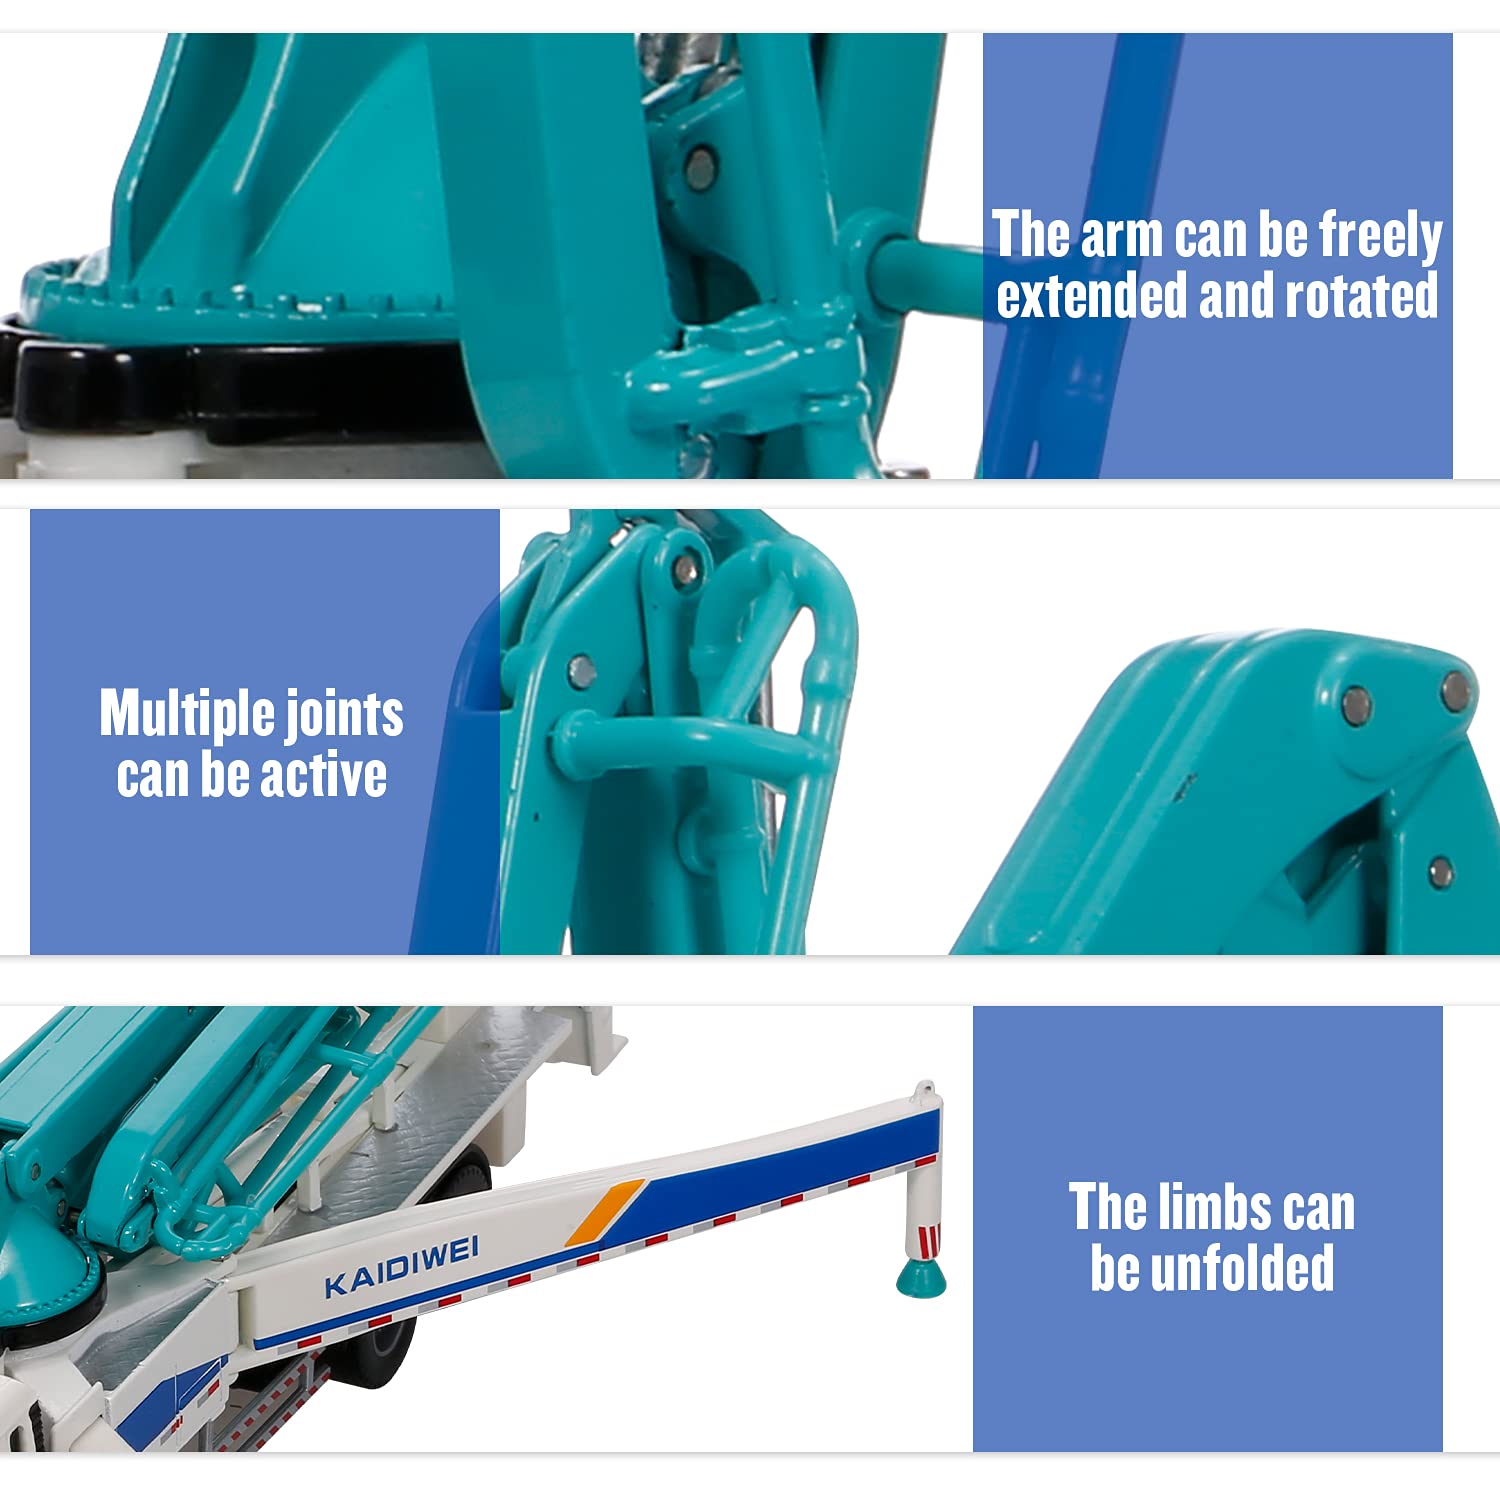 The arm can be freely
extended and rotated
Multiple joints
can be active
KAIDIWEI
The limbs can
be unfolded